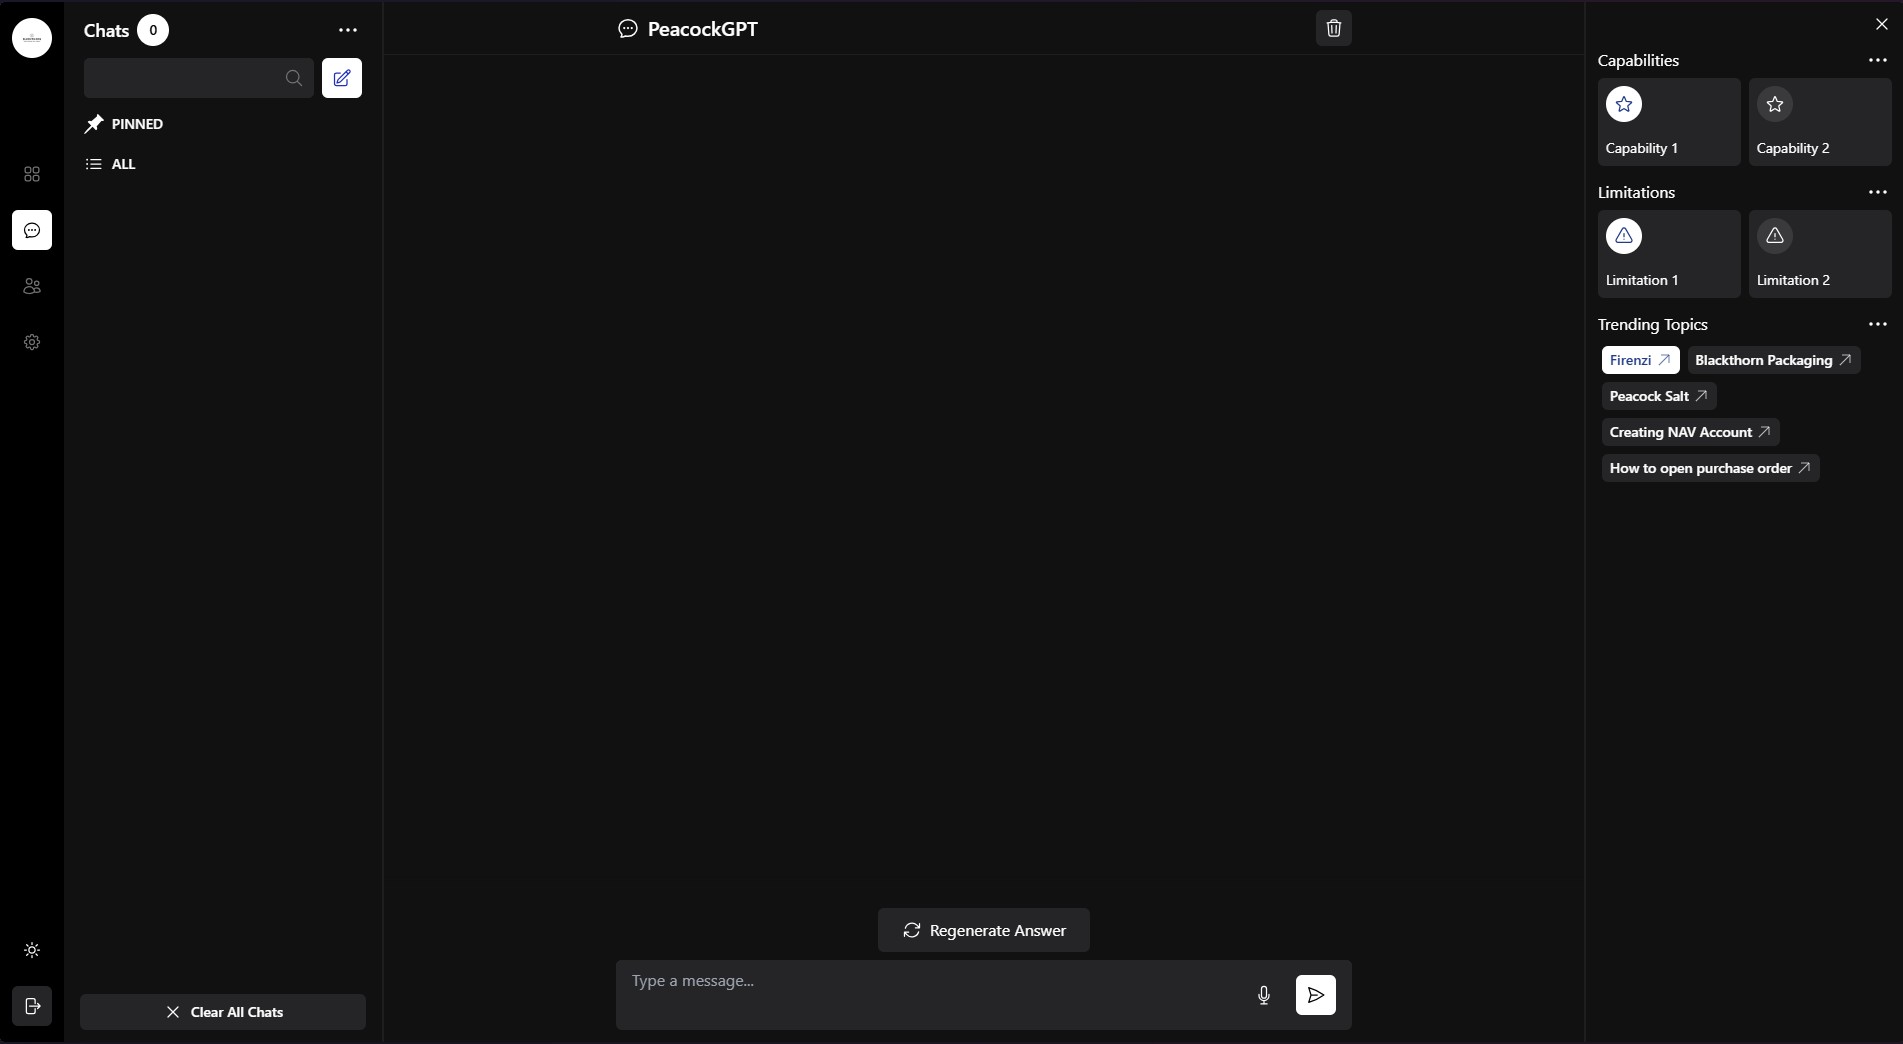 Chats 0
PINNED
ALL
Clear All Chats
PeacockGPT
Regenerate Answer
Type a message...
Capabilities
Capability 1
Capability 2
Limitations
Limitation 1
Limitation 2
Trending Topics
Firenzi
Blackthorn Packaging
Peacock Salt
Creating NAV Account
How to open purchase order